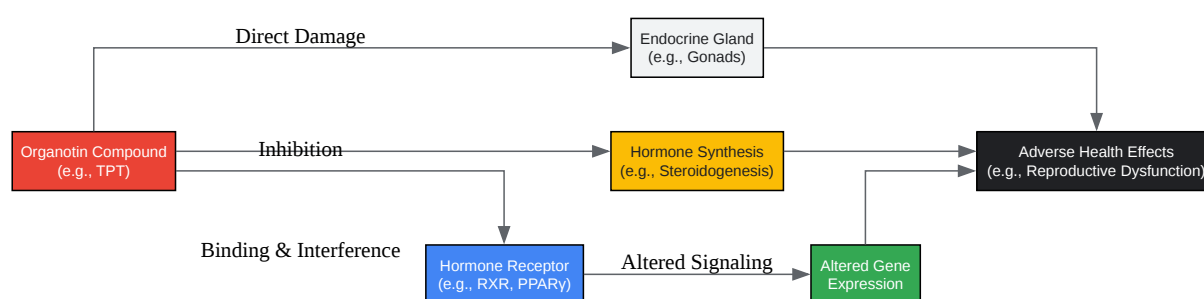 Direct Damage
Endocrine Gland
(e.g., Gonads)
Organotin Compound
(e.g., TPT)
Inhibition
Hormone Synthesis
(e.g., Steroidogenesis)
Adverse Health Effects
(e.g., Reproductive Dysfunction)
Binding & Interference
Hormone Receptor
(e.g., RXR, PPARγ)
Altered Signaling
Altered Gene
Expression